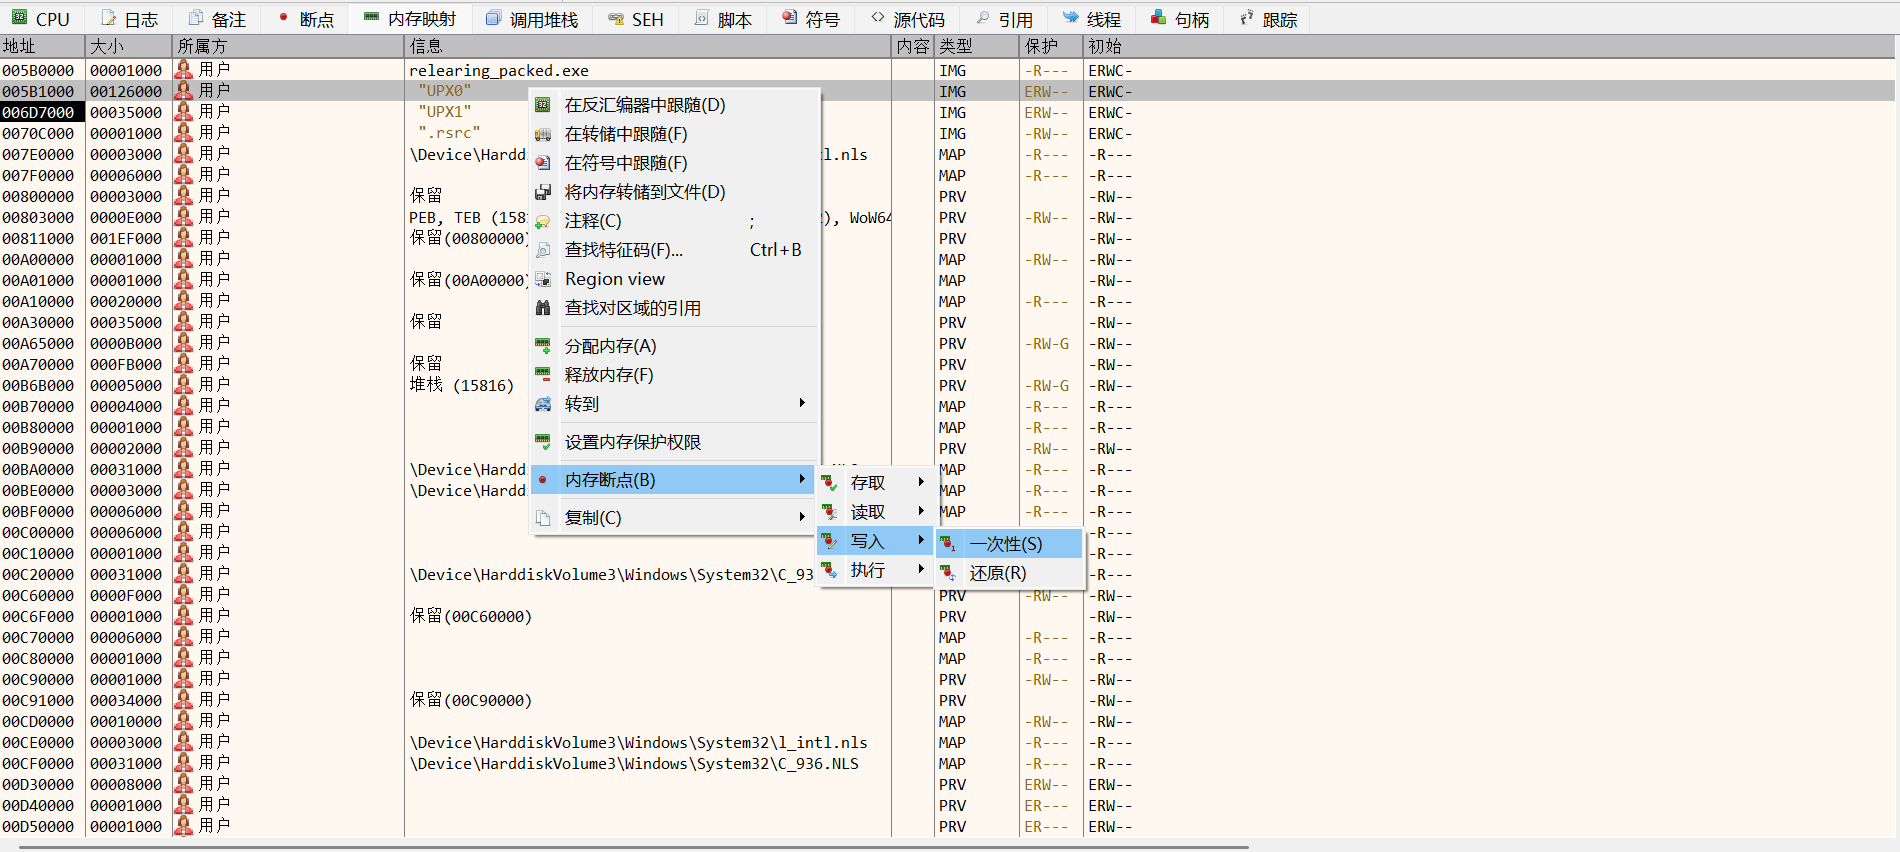 CPU 日志 备注 断点 内存映射 调用堆栈 SEH 脚本 符号 源代码 引用 线程 句柄 跟踪
地址 大小 所属方 信息 内容 类型 保护 初始
005B0000 00001000 用户 relearing_packed.exe IMG -R--- ERWC-
005B1000 00126000 用户 "UPX0" IMG ERW-- ERWC-
006D7000 00035000 用户 "UPX1" IMG ERW-- ERWC-
0070C000 00001000 用户 ".rsrc" IMG -RW-- ERWC-
007E0000 00003000 用户 \Device\Hardd tl.nls MAP -R--- -R---
007F0000 00006000 用户 MAP -R--- -R---
00800000 00003000 用户 保留 PRV -RW--
00803000 0000E000 用户 PEB, TEB (158 ), WoW64 PRV -RW-- -RW--
00811000 001EF000 用户 保留(00800000) PRV -RW--
00A00000 00001000 用户 MAP -RW-- -RW--
00A01000 00001000 用户 保留(00A00000) MAP -RW--
00A10000 00020000 用户 MAP -R--- -R---
00A30000 00035000 用户 保留 PRV -RW--
00A65000 0000B000 用户 PRV -RW-G -RW--
00A70000 000FB000 用户 保留 PRV -RW--
00B6B000 00005000 用户 堆栈 (15816) PRV -RW-G -RW--
00B70000 00004000 用户 MAP -R--- -R---
00B80000 00001000 用户 MAP -R--- -R---
00B90000 00002000 用户 PRV -RW-- -RW--
00BA0000 00031000 用户 \Device\Hardd MAP -R--- -R---
00BE0000 00003000 用户 \Device\Hardd MAP -R--- -R---
00BF0000 00006000 用户 MAP -R--- -R---
00C00000 00006000 用户 -R---
00C10000 00001000 用户 -R---
00C20000 00031000 用户 \Device\HarddiskVolume3\Windows\System32\C_93 -R---
00C60000 0000F000 用户 PRV -RW-- -RW--
00C6F000 00001000 用户 保留(00C60000) PRV -RW--
00C70000 00006000 用户 MAP -R--- -R---
00C80000 00001000 用户 MAP -R--- -R---
00C90000 00001000 用户 PRV -RW-- -RW--
00C91000 00034000 用户 保留(00C90000) PRV -RW--
00CD0000 00010000 用户 MAP -RW-- -RW--
00CE0000 00003000 用户 \Device\HarddiskVolume3\Windows\System32\l_intl.nls MAP -R--- -R---
00CF0000 00031000 用户 \Device\HarddiskVolume3\Windows\System32\C_936.NLS MAP -R--- -R---
00D30000 00008000 用户 PRV ERW-- ERW--
00D40000 00001000 用户 PRV ER--- ERW--
00D50000 00001000 用户 PRV ER--- ERW--
在反汇编器中跟随(D)
在转储中跟随(F)
在符号中跟随(F)
将内存转储到文件(D)
注释(C) ;
查找特征码(F)... Ctrl+B
Region view
查找对区域的引用
分配内存(A)
释放内存(F)
转到
设置内存保护权限
内存断点(B)
复制(C)
存取
读取
写入
执行
一次性(S)
还原(R)